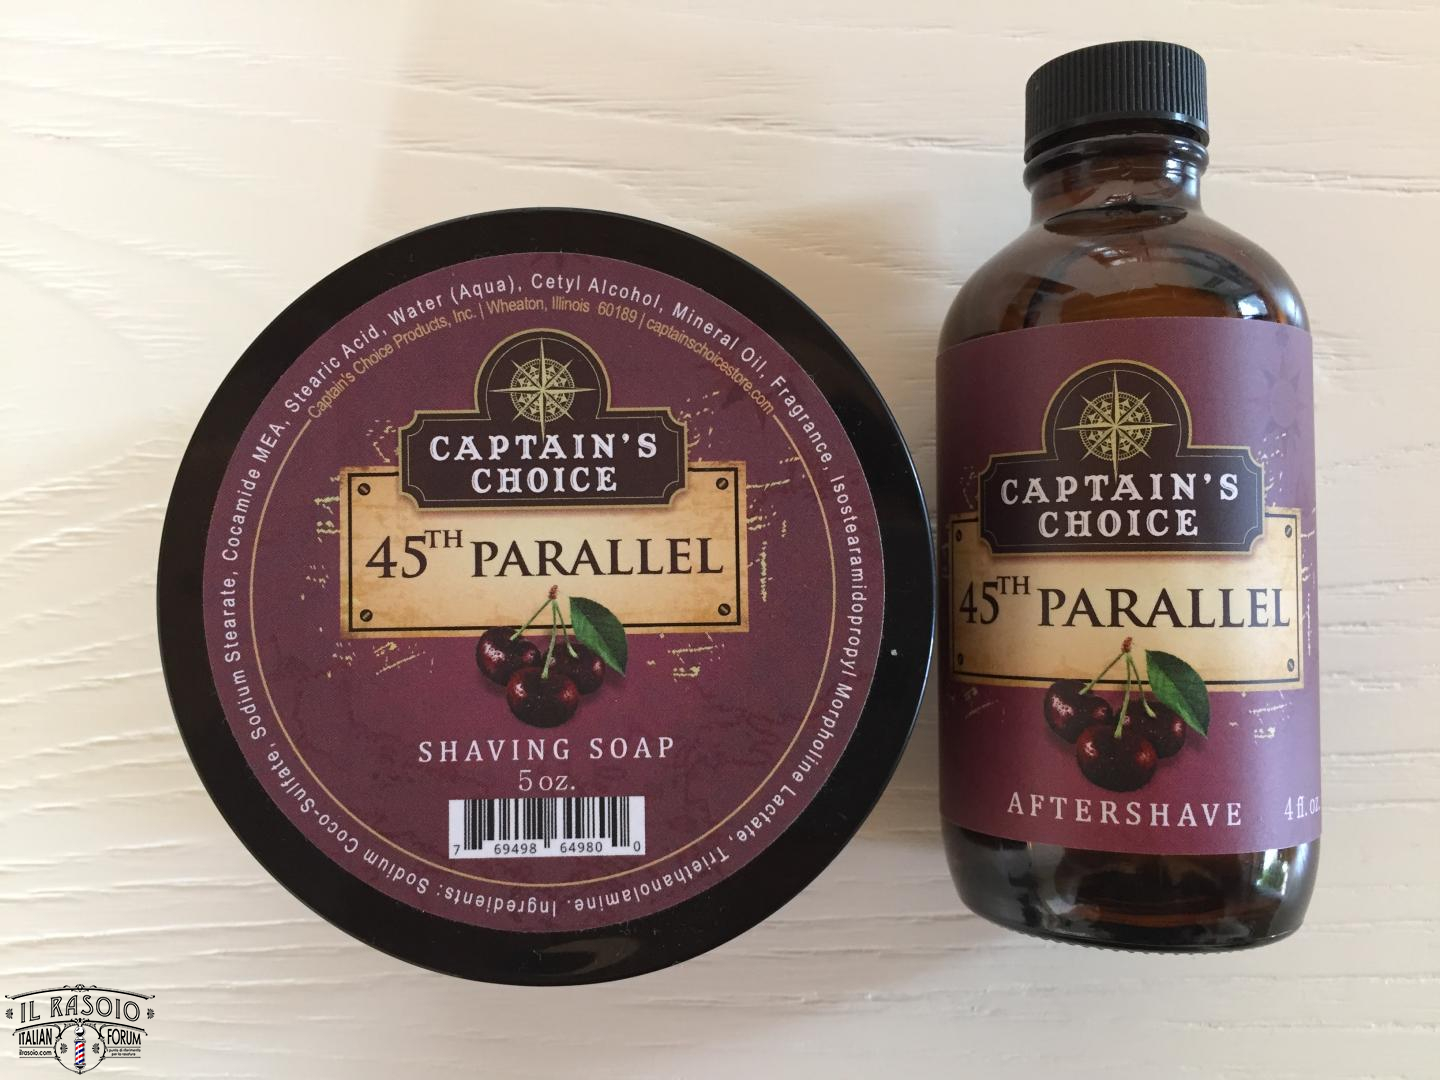 Ingredients: Sodium Coco-Sulfate, Sodium Stearate, Cocamide MEA, Stearic Acid, Water (Aqua), Cetyl Alcohol, Mineral Oil, Fragrance, Isostearamidopropyl Morpholine Lactate, Triethanolamine.
Captain's Choice Products, Inc. | Wheaton, Illinois 60189 | captainschoicestore.com
CAPTAIN'S
CHOICE
45TH PARALLEL
SHAVING SOAP
5 oz.
7 69498 64980 0
CAPTAIN'S
CHOICE
45TH PARALLEL
AFTERSHAVE 4 fl. oz.
IL RASOIO
ITALIAN FORUM
ilrasoio.com